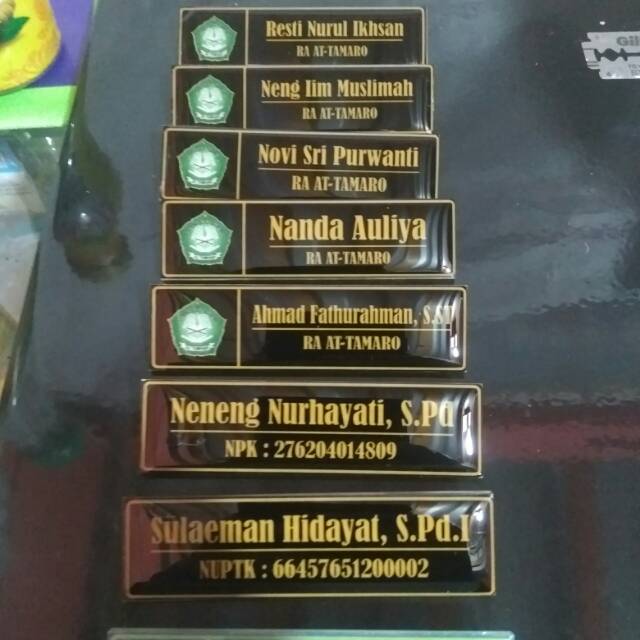 Resti Nurul Ikhsan
RA AT-TAMARO
Neng Iim Muslimah
RA AT-TAMARO
Novi Sri Purwanti
RA AT-TAMARO
Nanda Auliya
RA AT-TAMARO
Ahmad Fathurahman,
RA AT-TAMARO
Neneng Nurhayati, S.Pd
NPK : 276204014809
Sulaeman Hidayat, S.Pd.I
NUPTK : 66457651200002